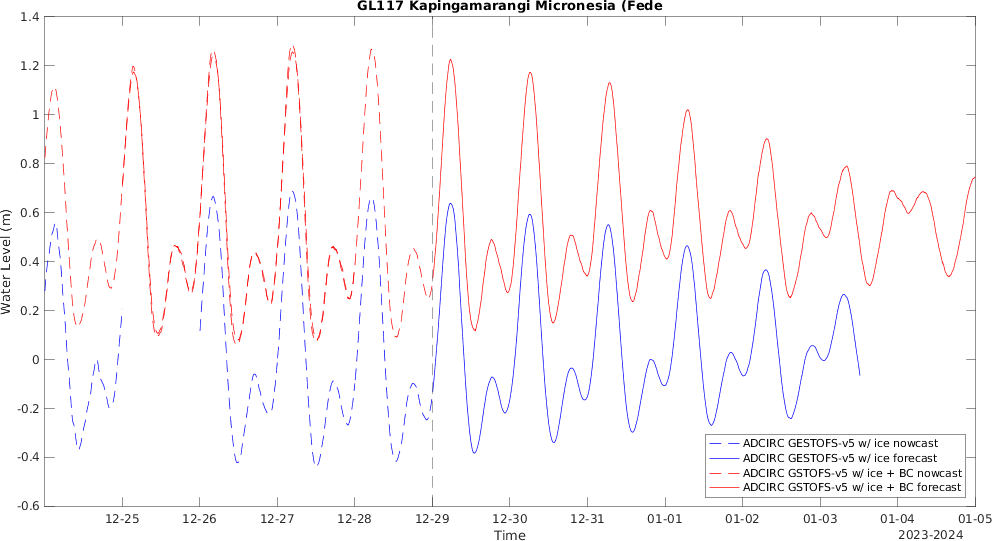 GL117 Kapingamarangi Micronesia (Fede
1.4
1.2
1
0.8
0.6
0.4
0.2
0
-0.2
-0.4
-0.6
Water Level (m)
ADCIRC GESTOFS-v5 w/ ice nowcast
ADCIRC GESTOFS-v5 w/ ice forecast
ADCIRC GSTOFS-v5 w/ ice + BC nowcast
ADCIRC GSTOFS-v5 w/ ice + BC forecast
12-25 12-26 12-27 12-28 12-29 12-30 12-31 01-01 01-02 01-03 01-04 01-05
Time
2023-2024